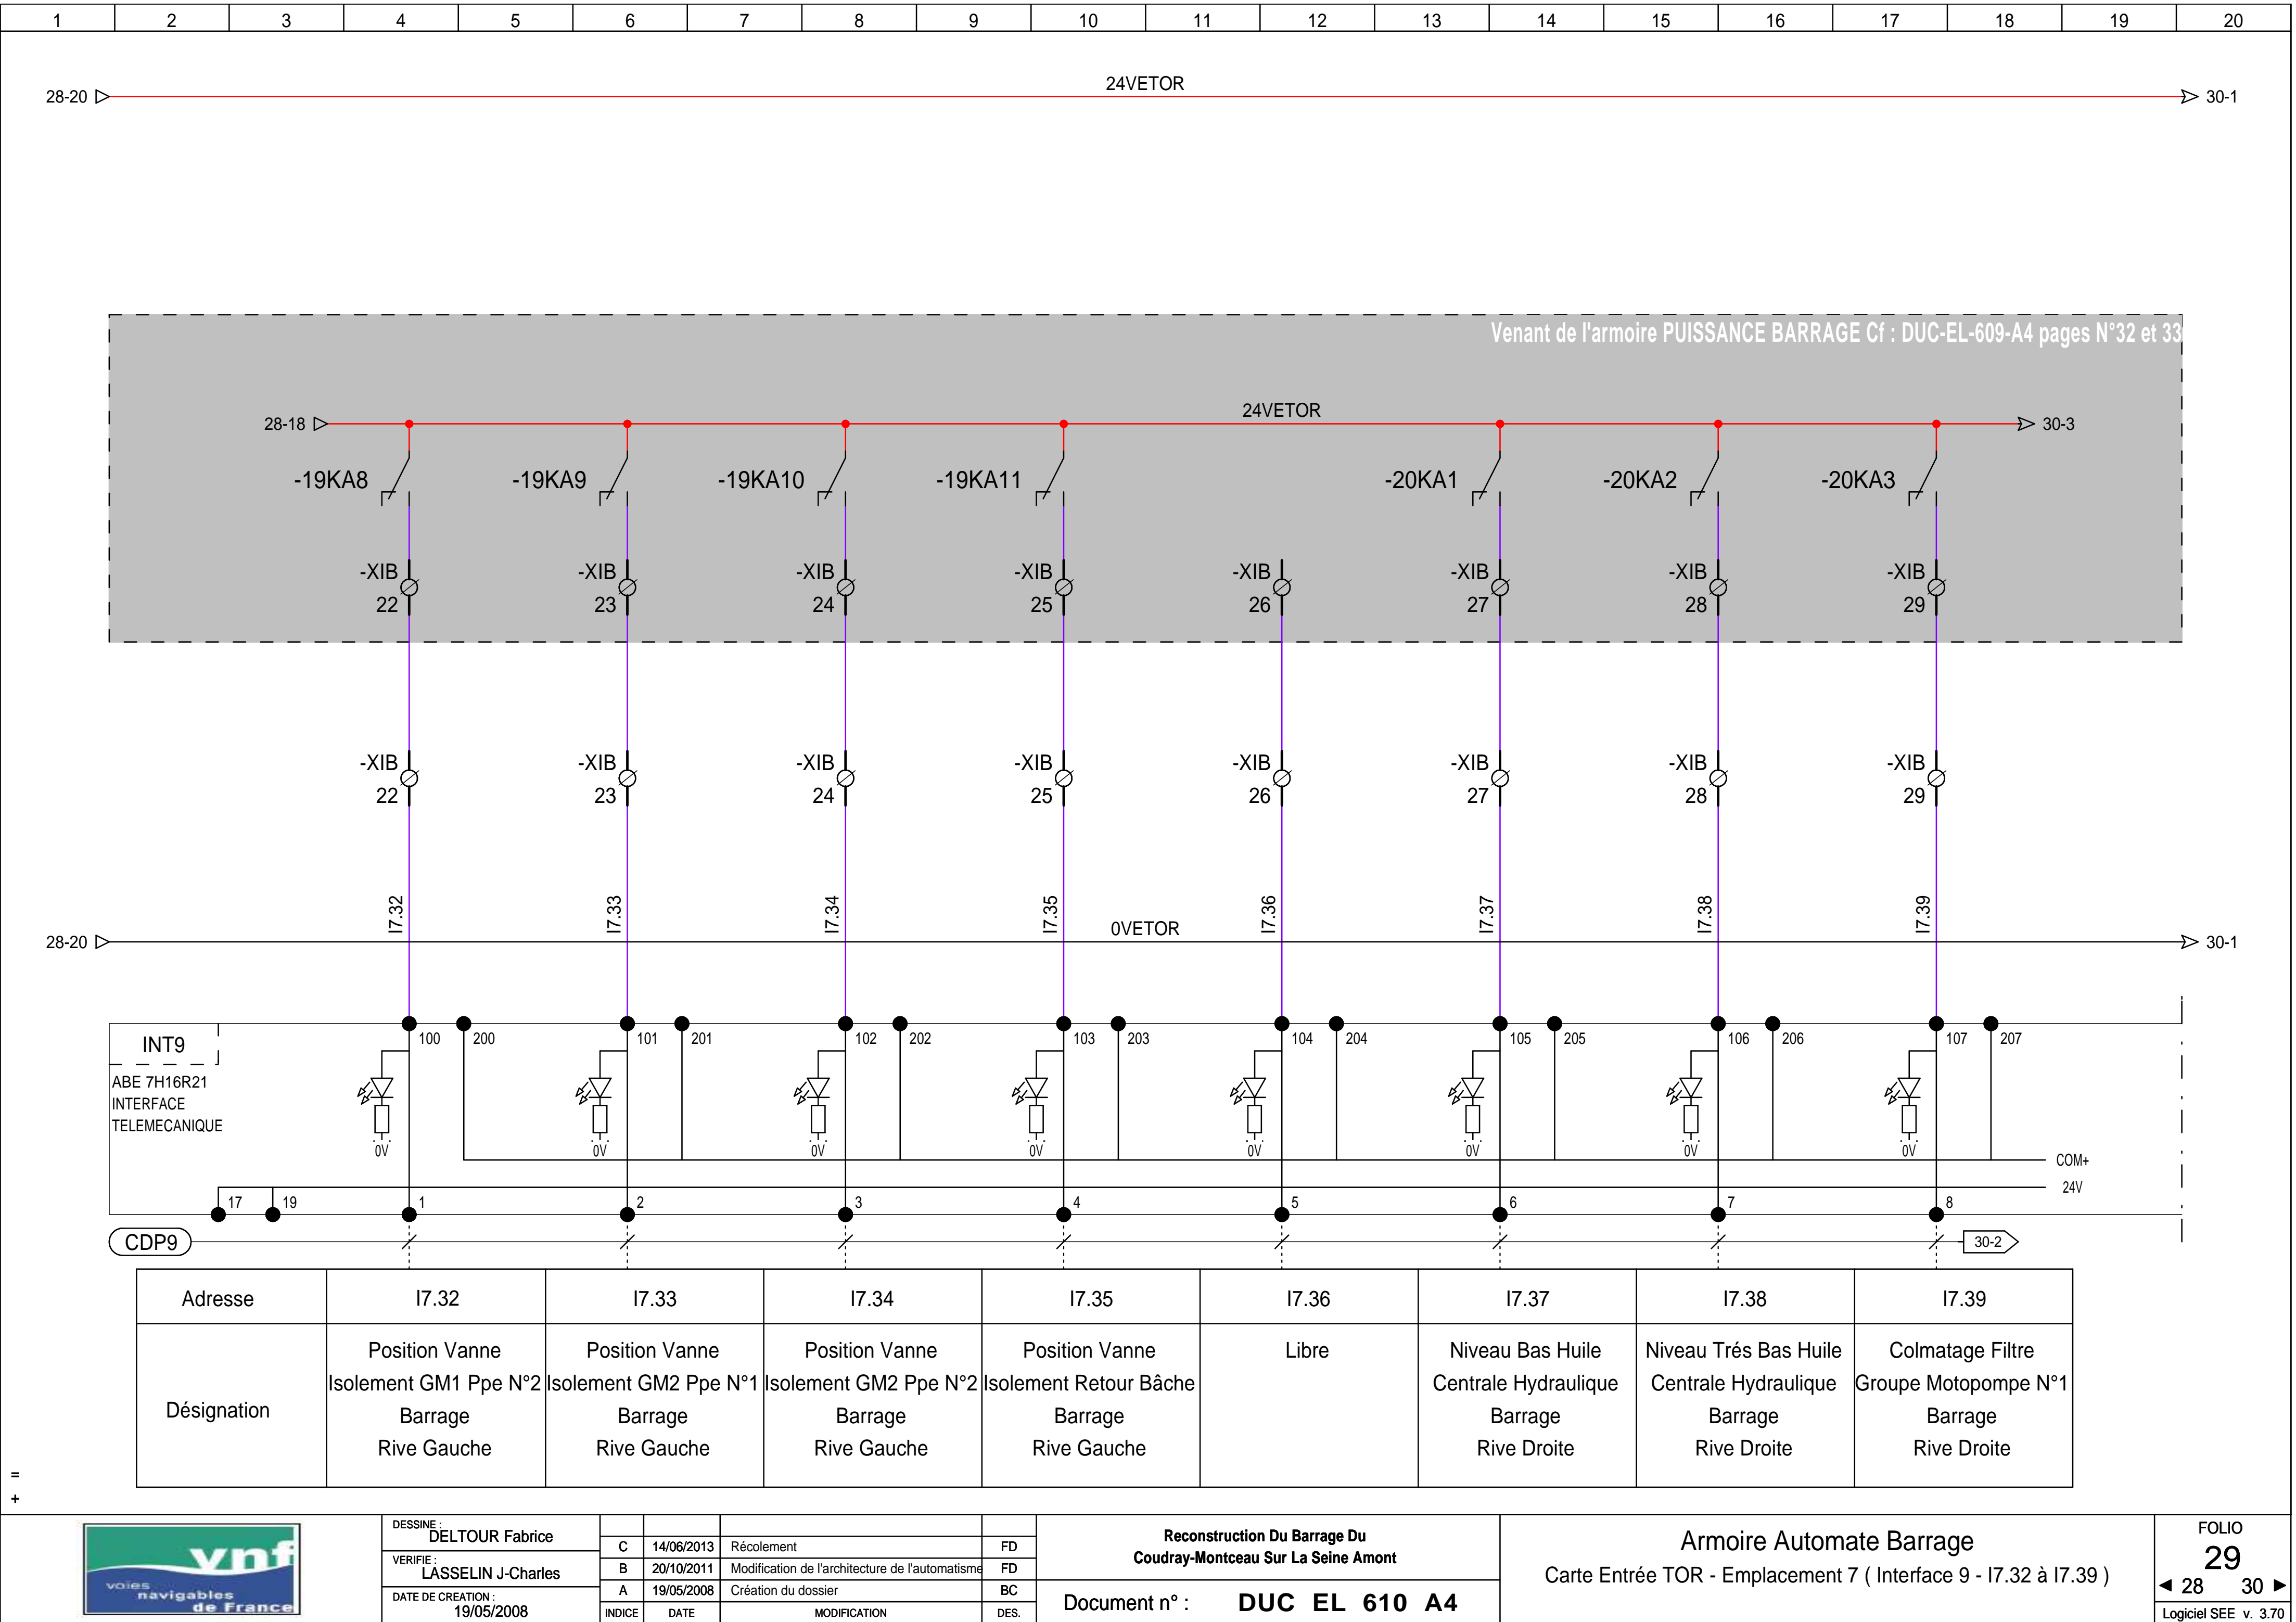 1 2 3 4 5 6 7 8 9 10 11 12 13 14 15 16 17 18 19 20
24VETOR
28-20 30-1
Venant de l'armoire PUISSANCE BARRAGE Cf : DUC-EL-609-A4 pages N°32 et 33
24VETOR
28-18 30-3
-19KA8 -19KA9 -19KA10 -19KA11 -20KA1 -20KA2 -20KA3
-XIB -XIB -XIB -XIB -XIB -XIB -XIB -XIB
22 23 24 25 26 27 28 29
-XIB -XIB -XIB -XIB -XIB -XIB -XIB -XIB
22 23 24 25 26 27 28 29
I7.32 I7.33 I7.34 I7.35 I7.36 I7.37 I7.38 I7.39
0VETOR
28-20 30-1
INT9
100 200 101 201 102 202 103 203 104 204 105 205 106 206 107 207
ABE 7H16R21
INTERFACE
TELEMECANIQUE
0V 0V 0V 0V 0V 0V 0V 0V
COM+
24V
17 19 1 2 3 4 5 6 7 8
CDP9 30-2
Adresse I7.32 I7.33 I7.34 I7.35 I7.36 I7.37 I7.38 I7.39
Désignation
Position Vanne
Isolement GM1 Ppe N°2
Barrage
Rive Gauche
Position Vanne
Isolement GM2 Ppe N°1
Barrage
Rive Gauche
Position Vanne
Isolement GM2 Ppe N°2
Barrage
Rive Gauche
Position Vanne
Isolement Retour Bâche
Barrage
Rive Gauche
Libre
Niveau Bas Huile
Centrale Hydraulique
Barrage
Rive Droite
Niveau Trés Bas Huile
Centrale Hydraulique
Barrage
Rive Droite
Colmatage Filtre
Groupe Motopompe N°1
Barrage
Rive Droite
=
+
vnf
voies
navigables
de France
DESSINE :
DELTOUR Fabrice
VERIFIE :
LASSELIN J-Charles
DATE DE CREATION :
19/05/2008
C 14/06/2013 Récolement FD
B 20/10/2011 Modification de l'architecture de l'automatisme FD
A 19/05/2008 Création du dossier BC
INDICE DATE MODIFICATION DES.
Reconstruction Du Barrage Du
Coudray-Montceau Sur La Seine Amont
Document n° : DUC EL 610 A4
Armoire Automate Barrage
Carte Entrée TOR - Emplacement 7 ( Interface 9 - I7.32 à I7.39 )
FOLIO
29
◄ 28 30 ►
Logiciel SEE v. 3.70